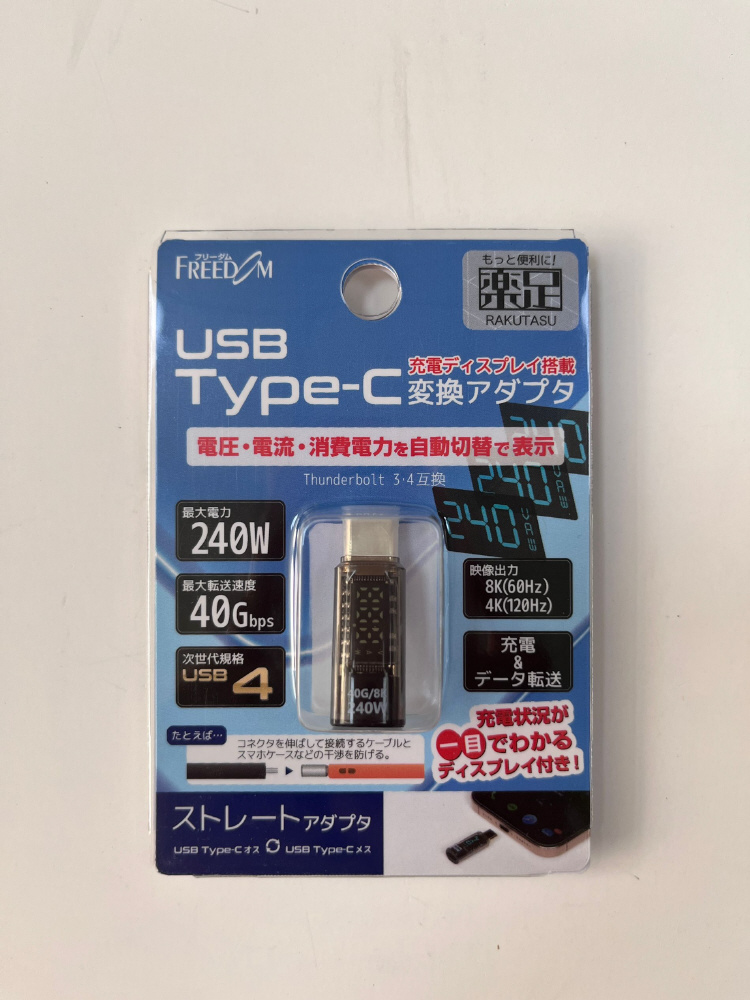 フリーダム
FREEDOM
もっと便利に!
楽足
RAKUTASU
USB
Type-C
充電ディスプレイ搭載
変換アダプタ
電圧・電流・消費電力を自動切替で表示
Thunderbolt 3・4互換
240
240
240
最大電力
240W
最大転送速度
40Gbps
次世代規格
USB 4
映像出力
8K(60Hz)
4K(120Hz)
充電
&
データ転送
40G/8K
240W
充電状況が
一目でわかる
ディスプレイ付き!
たとえば…
コネクタを伸ばして接続するケーブルと
スマホケースなどの干渉を防げる。
ストレートアダプタ
USB Type-Cオス USB Type-Cメス